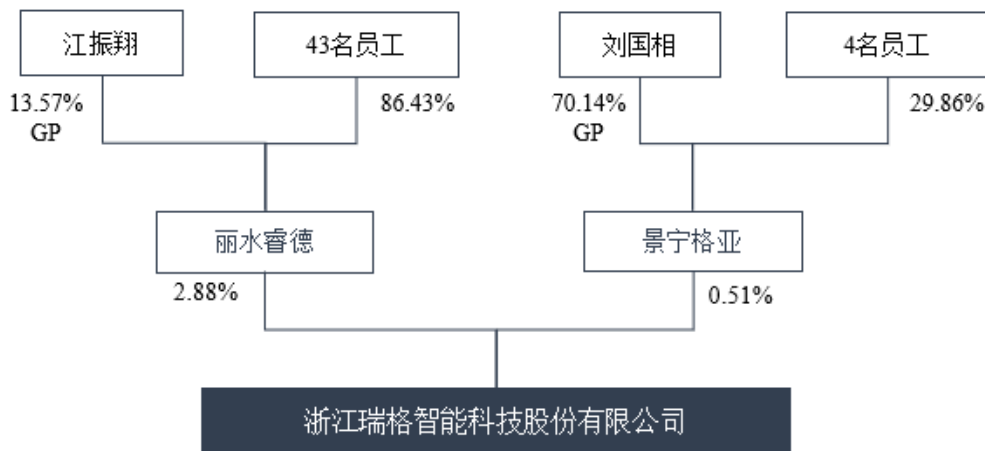 江振翔
43名员工
刘国相
4名员工
13.57%
GP
86.43%
70.14%
GP
29.86%
丽水睿德
景宁格亚
2.88%
0.51%
浙江瑞格智能科技股份有限公司